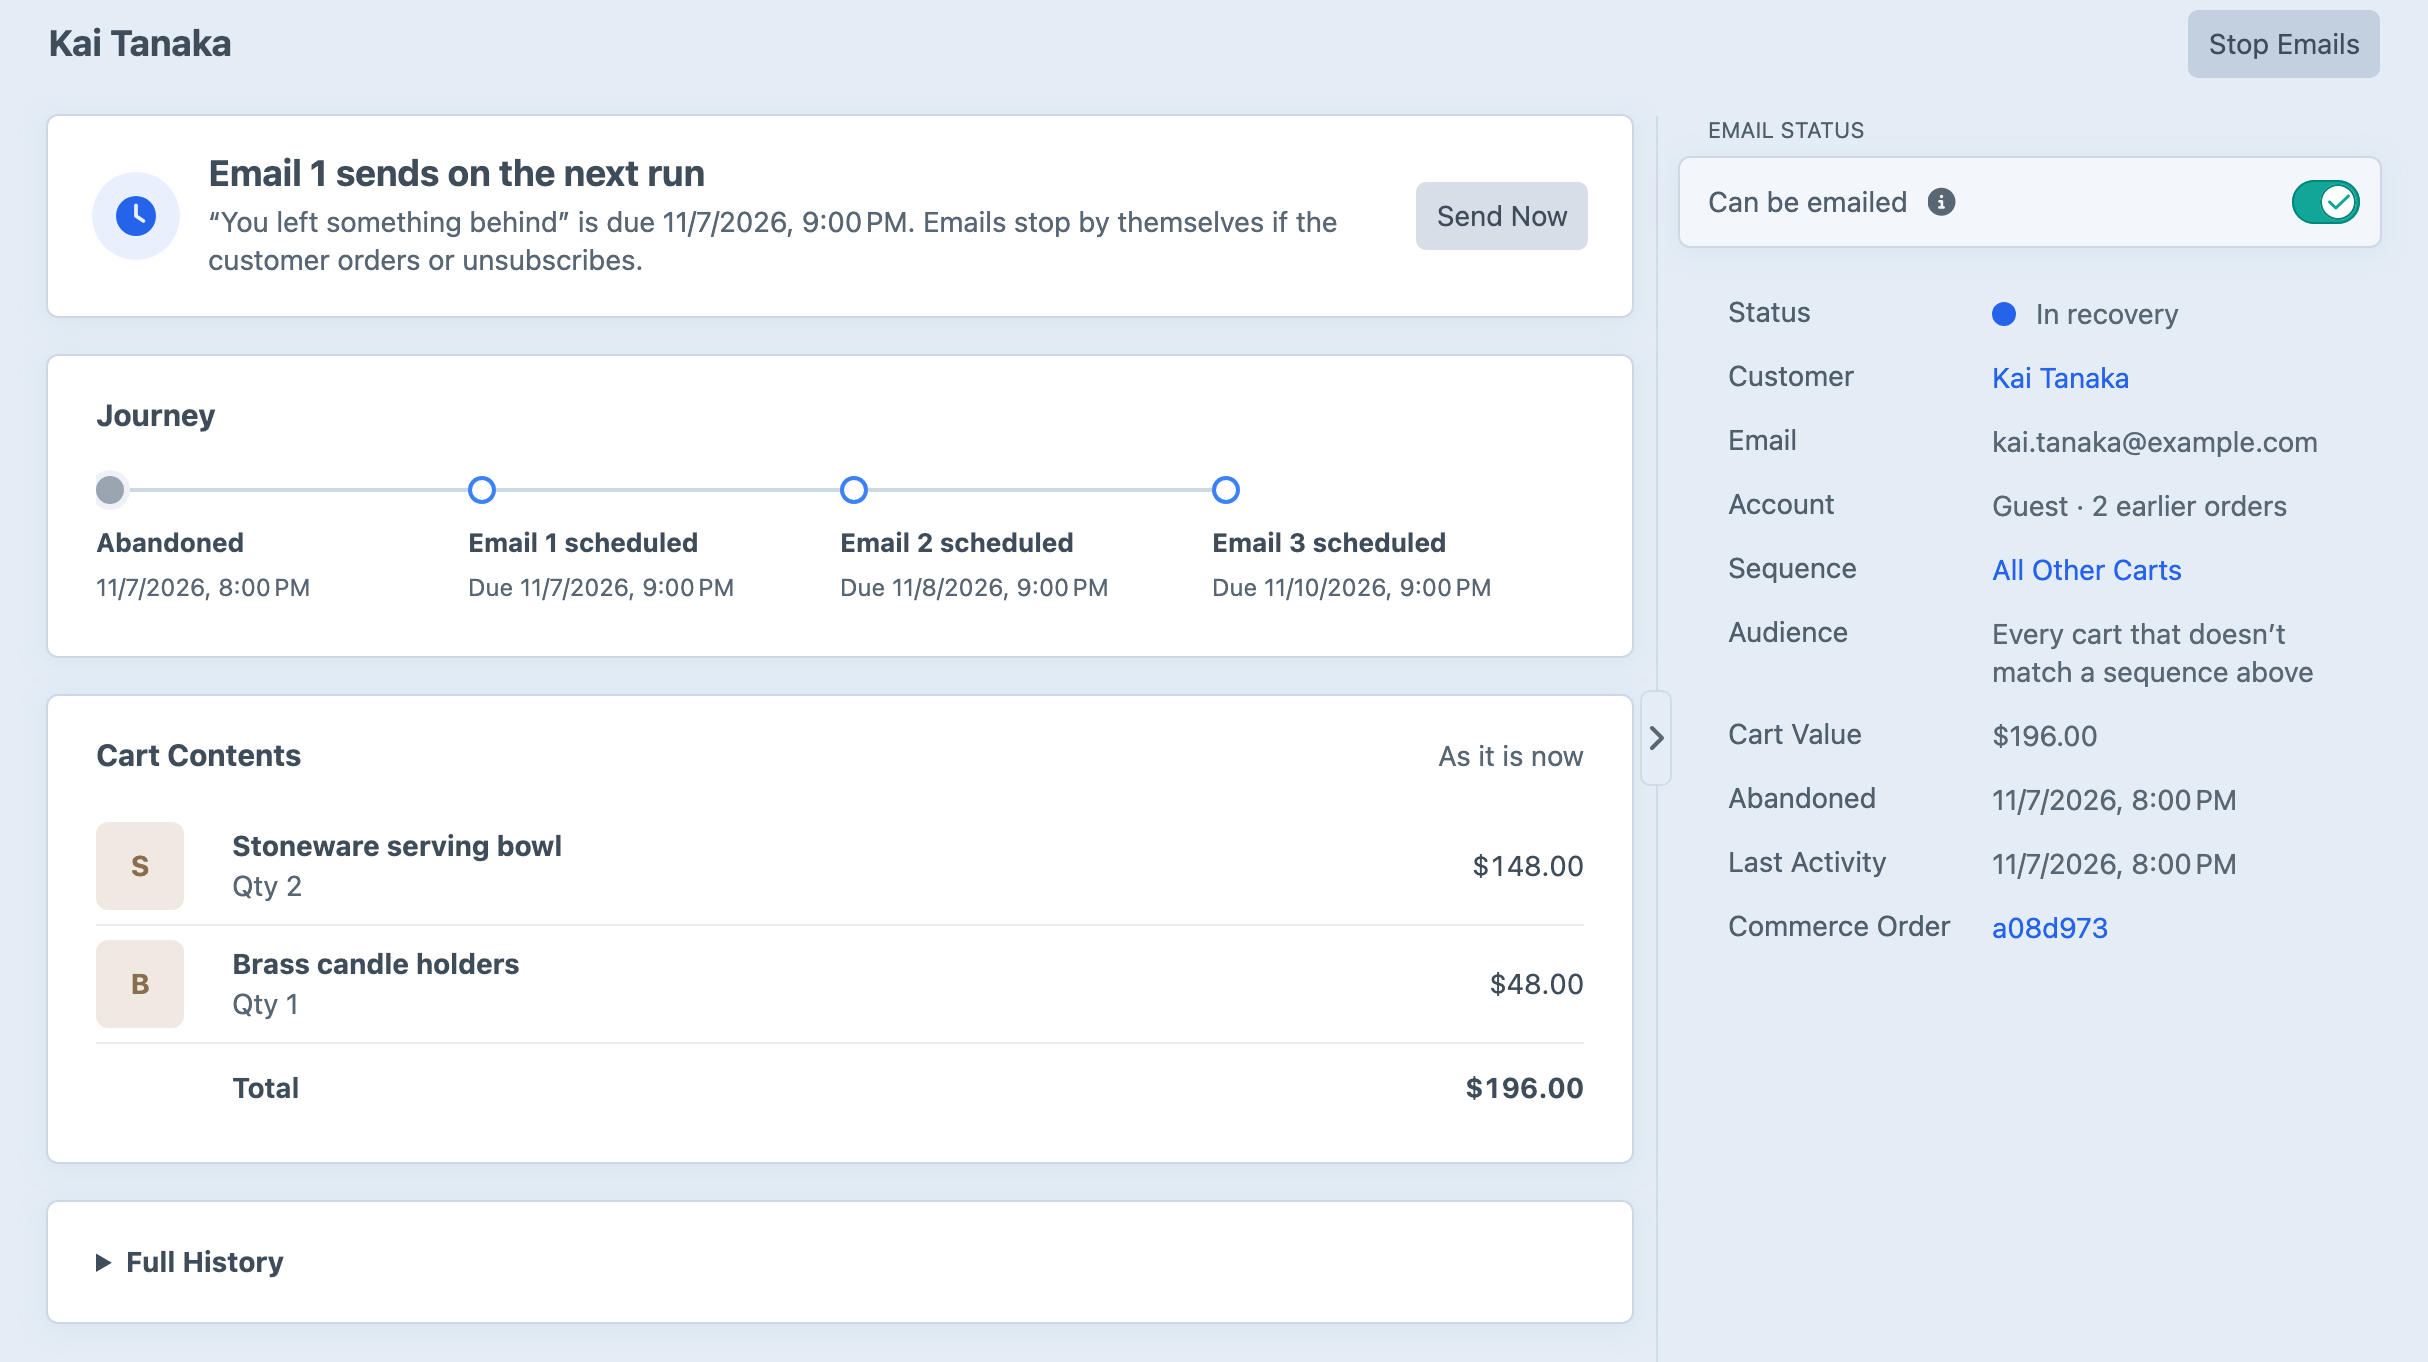 Kai Tanaka
Stop Emails
Email 1 sends on the next run
“You left something behind” is due 11/7/2026, 9:00 PM. Emails stop by themselves if the
customer orders or unsubscribes.
Send Now
Journey
Abandoned
11/7/2026, 8:00 PM
Email 1 scheduled
Due 11/7/2026, 9:00 PM
Email 2 scheduled
Due 11/8/2026, 9:00 PM
Email 3 scheduled
Due 11/10/2026, 9:00 PM
Cart Contents
As it is now
S
Stoneware serving bowl
Qty 2
$148.00
B
Brass candle holders
Qty 1
$48.00
Total
$196.00
Full History
EMAIL STATUS
Can be emailed
Status
In recovery
Customer
Kai Tanaka
Email
kai.tanaka@example.com
Account
Guest · 2 earlier orders
Sequence
All Other Carts
Audience
Every cart that doesn’t
match a sequence above
Cart Value
$196.00
Abandoned
11/7/2026, 8:00 PM
Last Activity
11/7/2026, 8:00 PM
Commerce Order
a08d973